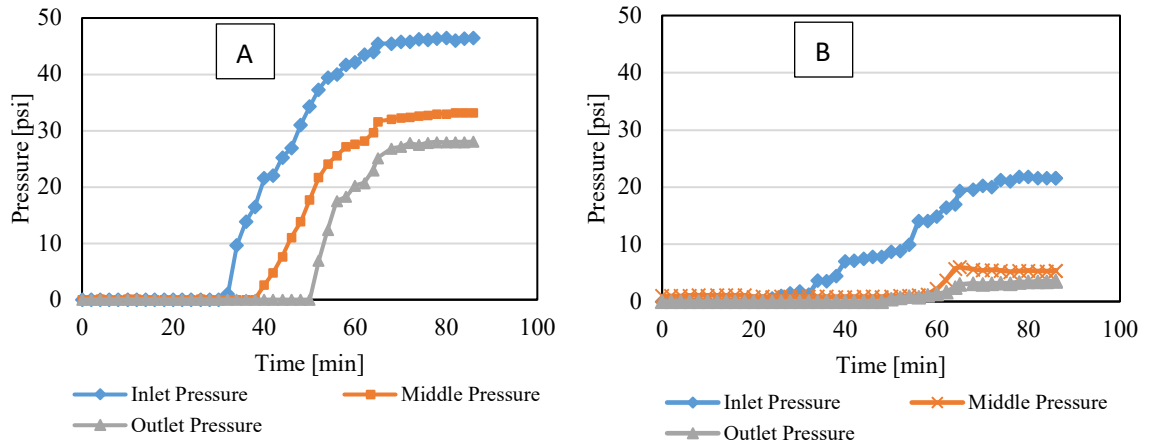 A
Pressure [psi]
50
40
30
20
10
0
0 20 40 60 80 100
Time [min]
Inlet Pressure Middle Pressure
Outlet Pressure
B
Pressure [psi]
50
40
30
20
10
0
0 20 40 60 80 100
Time [min]
Inlet Pressure Middle Pressure
Outlet Pressure